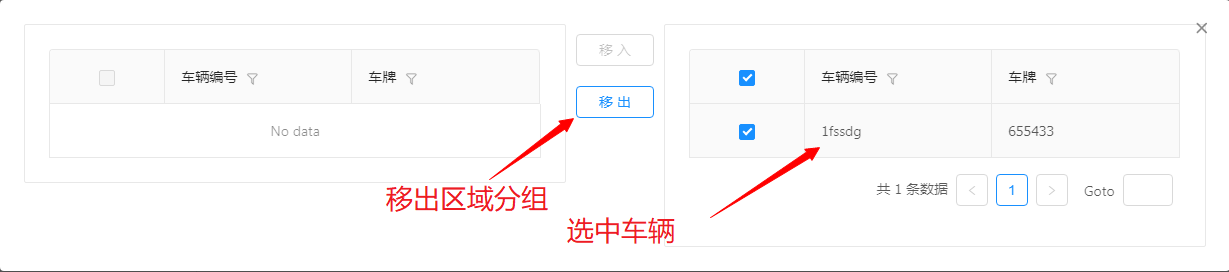 车辆编号 车牌
No data
移 入
移 出
移出区域分组
车辆编号 车牌
1fssdg 655433
共 1 条数据 < 1 > Goto
选中车辆